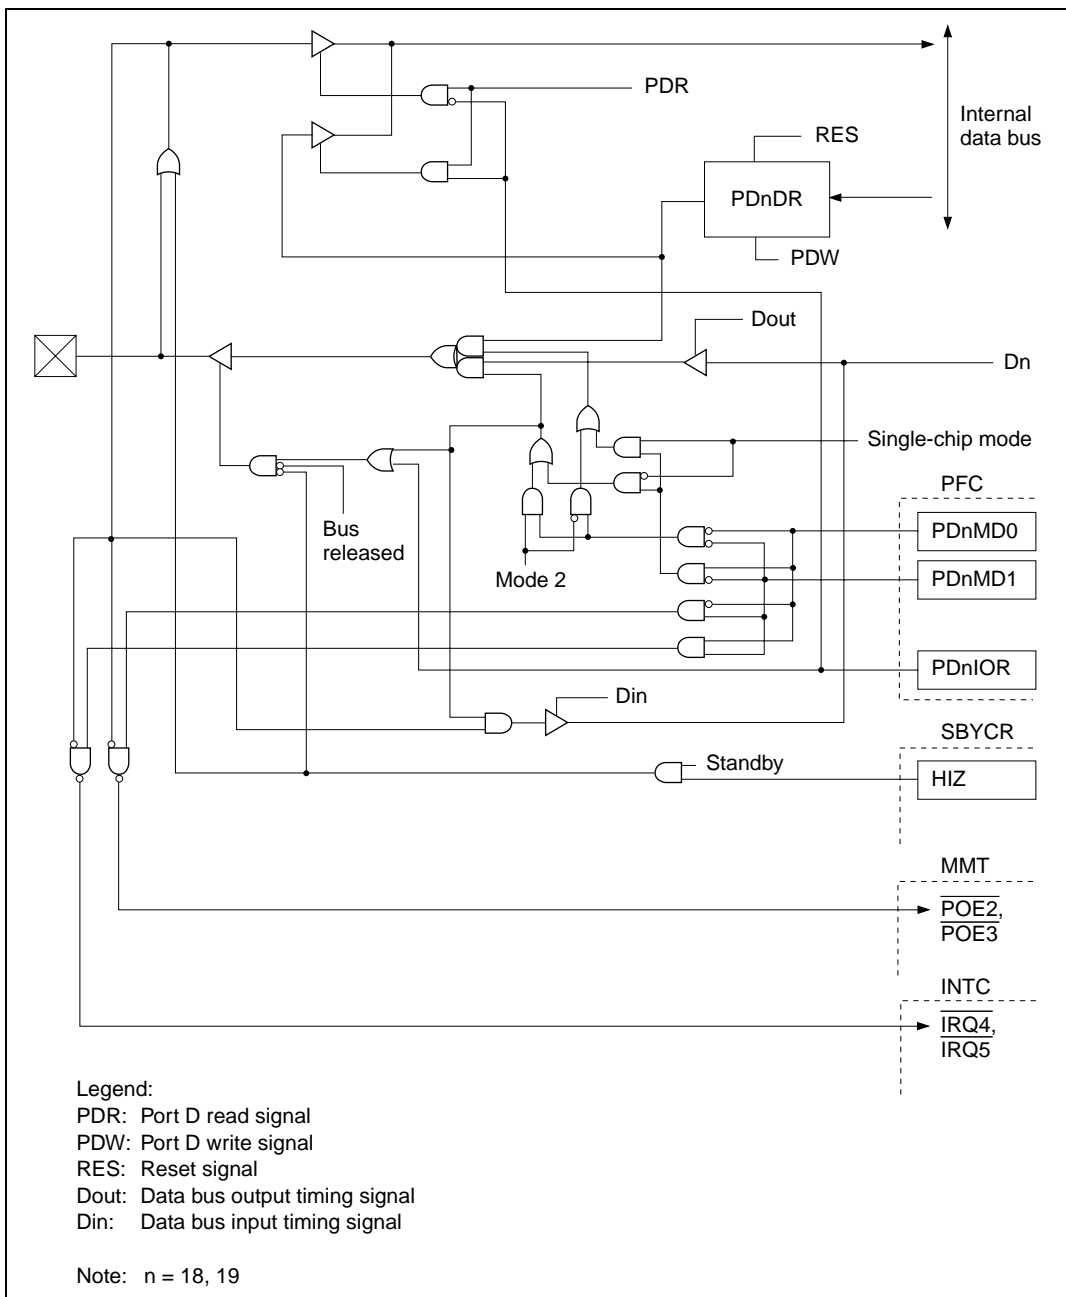 PDR
Internal
data bus
RES
PDnDR
PDW
Dout
Dn
Single-chip mode
PFC
Bus
released
PDnMD0
Mode 2
PDnMD1
PDnIOR
Din
SBYCR
Standby
HIZ
MMT
POE2,
POE3
INTC
IRQ4,
IRQ5
Legend:
PDR: Port D read signal
PDW: Port D write signal
RES: Reset signal
Dout: Data bus output timing signal
Din: Data bus input timing signal
Note: n = 18, 19